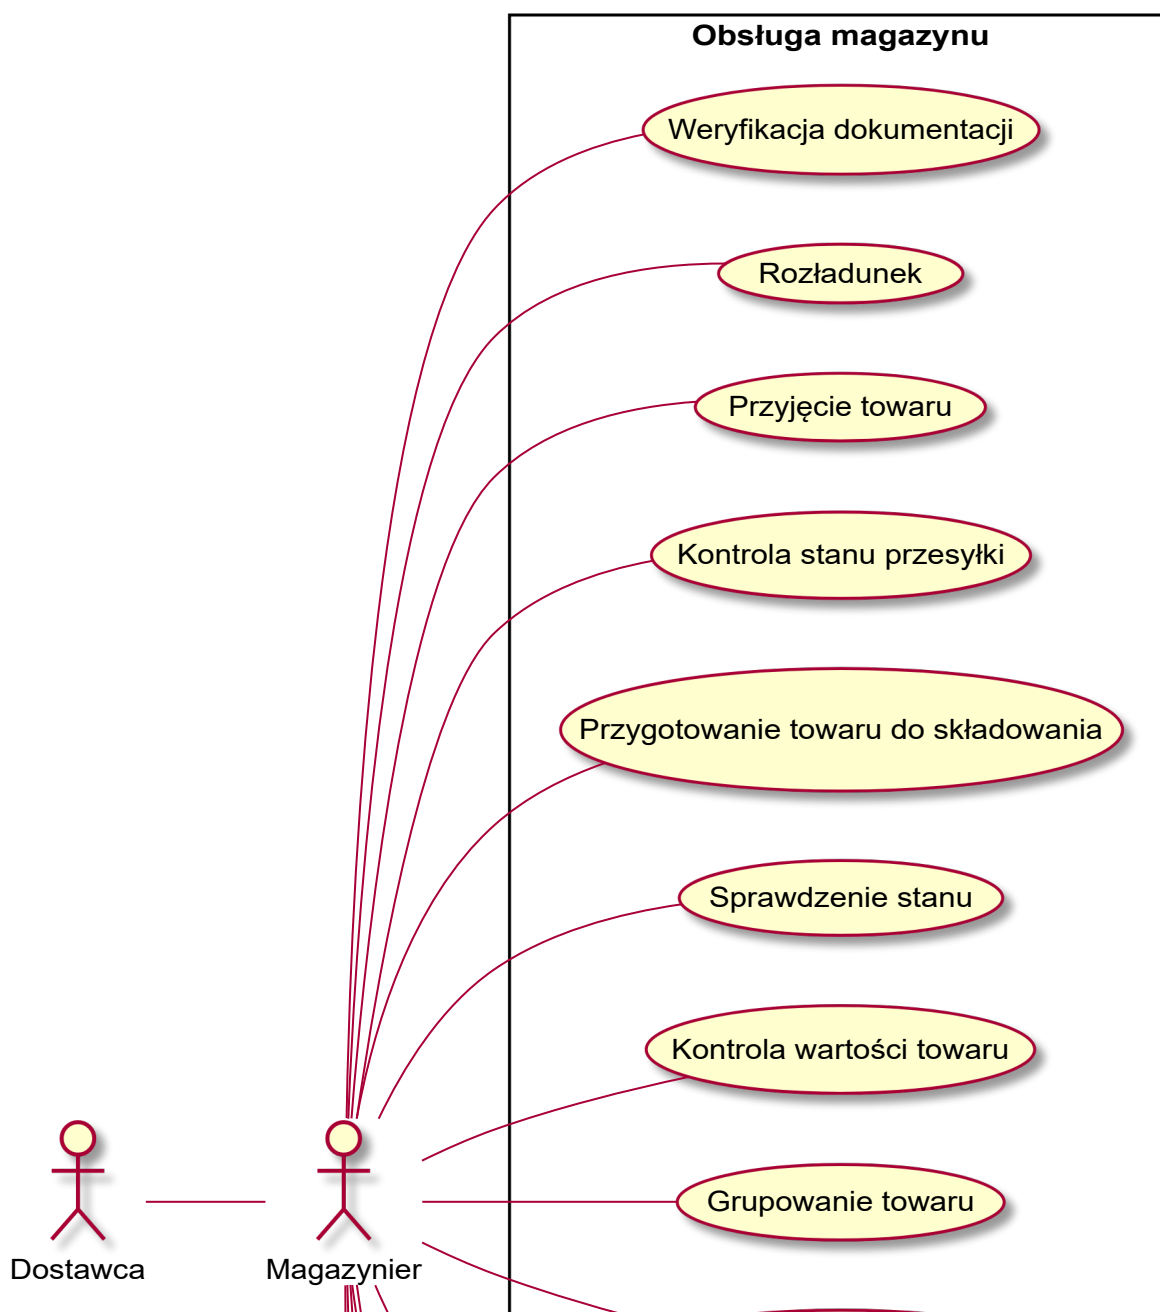 Obsługa magazynu
Weryfikacja dokumentacji
Rozładunek
Przyjęcie towaru
Kontrola stanu przesyłki
Przygotowanie towaru do składowania
Sprawdzenie stanu
Kontrola wartości towaru
Grupowanie towaru
Dostawca
Magazynier